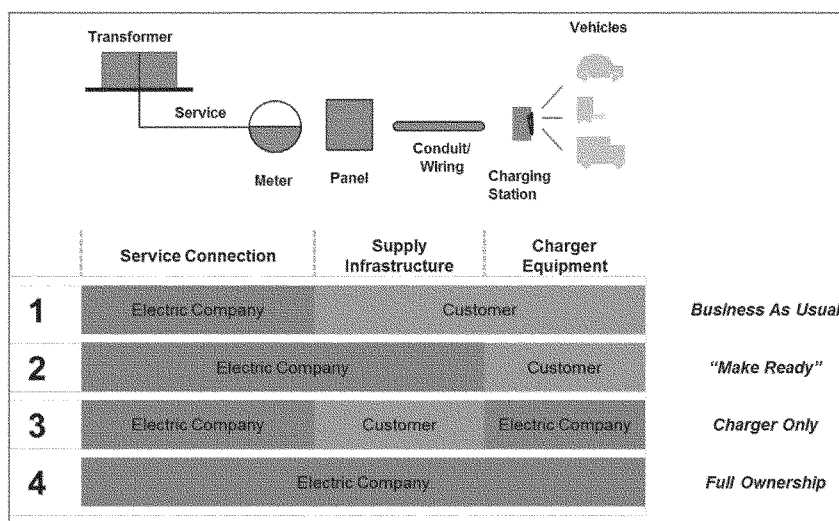 Vehicles
Transformer
Service
Conduit/
Wiring
Meter
Panel
Charging
Station
Service Connection
Supply
Infrastructure
Charger
Equipment
1
Electric Company
Customer
Business As Usual
2
Electric Company
Customer
"Make Ready"
3
Electric Company
Customer
Electric Company
Charger Only
4
Electric Company
Full Ownership